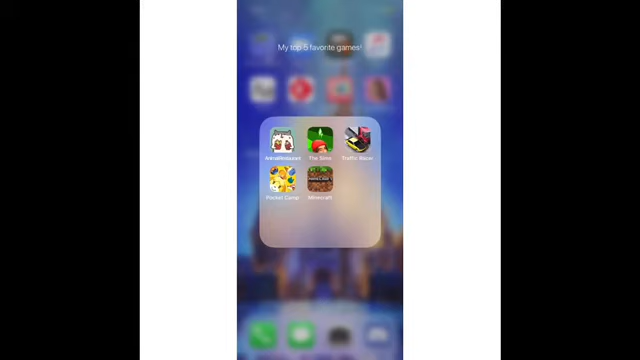 My top 5 favorite games!
AnimalRestaurant The Sims Traffic Racer
Pocket Camp Minecraft